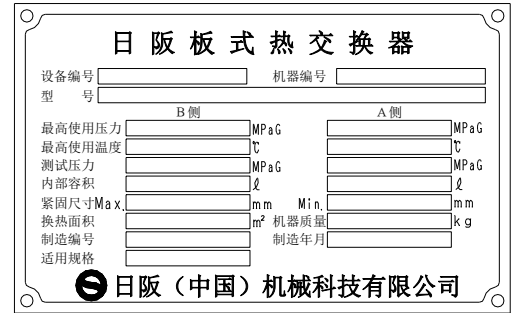 日阪板式热交换器
设备编号 机器编号
型号
B侧 A侧
最高使用压力 MPaG MPaG
最高使用温度 ℃ ℃
测试压力 MPaG MPaG
内部容积 ℓ ℓ
紧固尺寸Max. mm Min. mm
换热面积 m² 机器质量 kg
制造编号 制造年月
适用规格
日阪（中国）机械科技有限公司